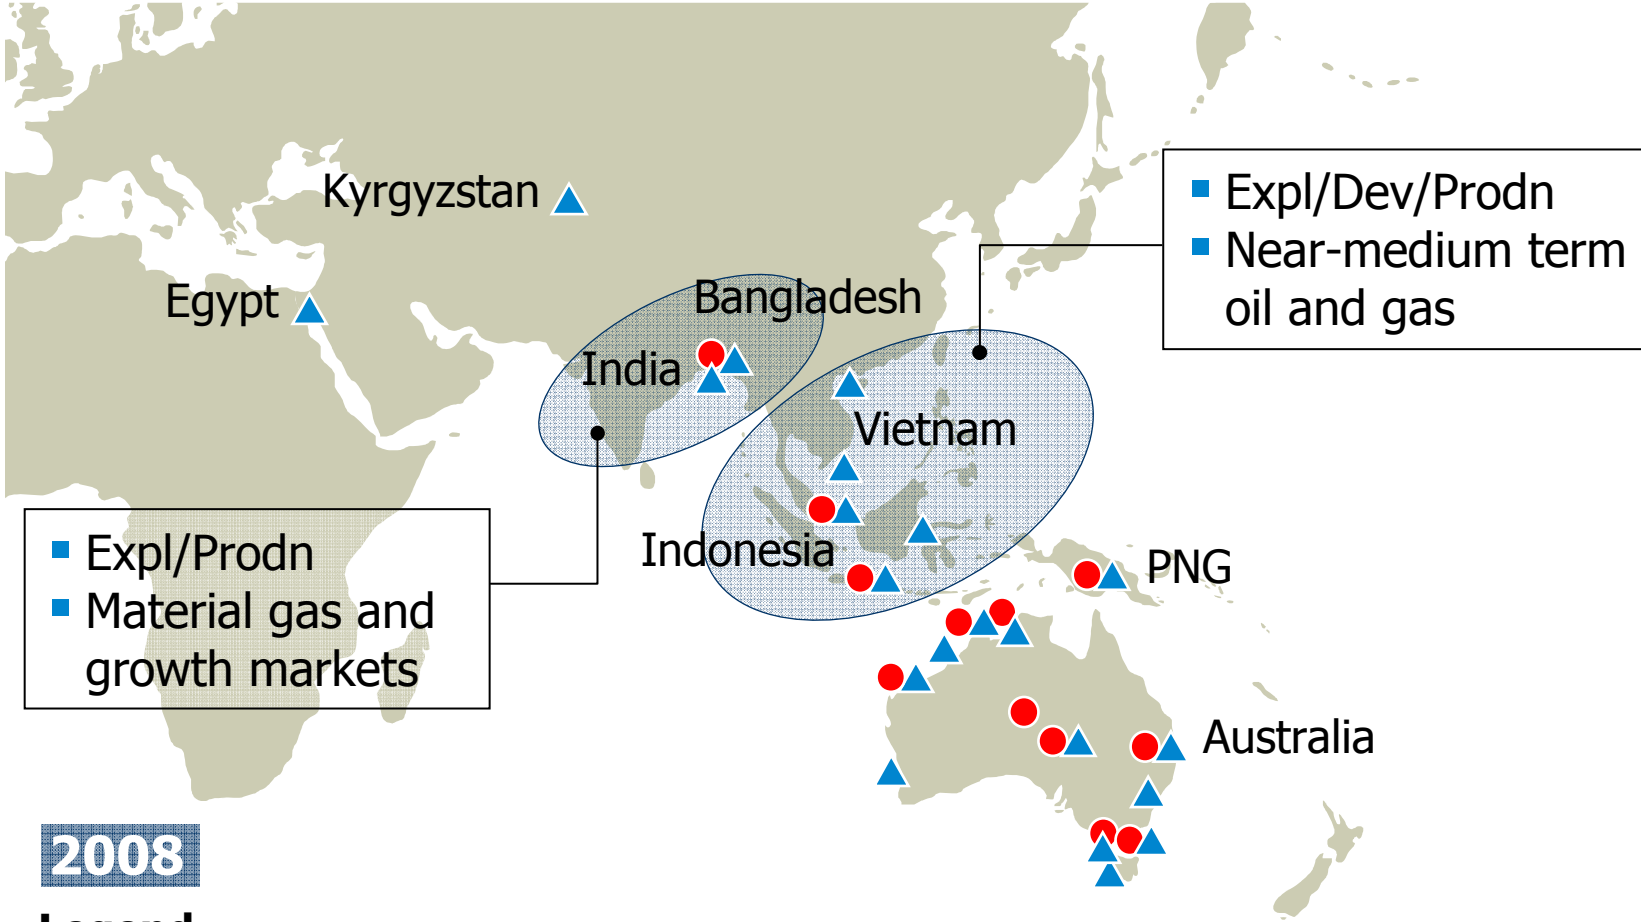 Kyrgyzstan
Egypt
Bangladesh
India
Vietnam
Indonesia
PNG
Australia
Expl/Dev/Prodn
Near-medium term
oil and gas
Expl/Prodn
Material gas and
growth markets
2008
Legend